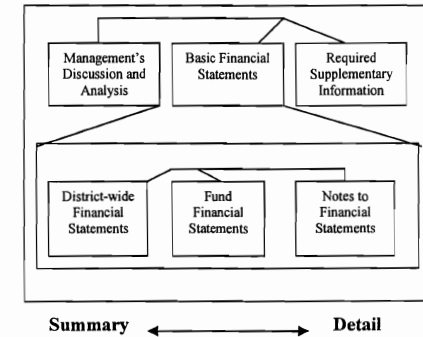 Management's
Discussion and
Analysis
Basic Financial
Statements
Required
Supplementary
Information
District-wide
Financial
Statements
Fund
Financial
Statements
Notes to
Financial
Statements
Summary
Detail